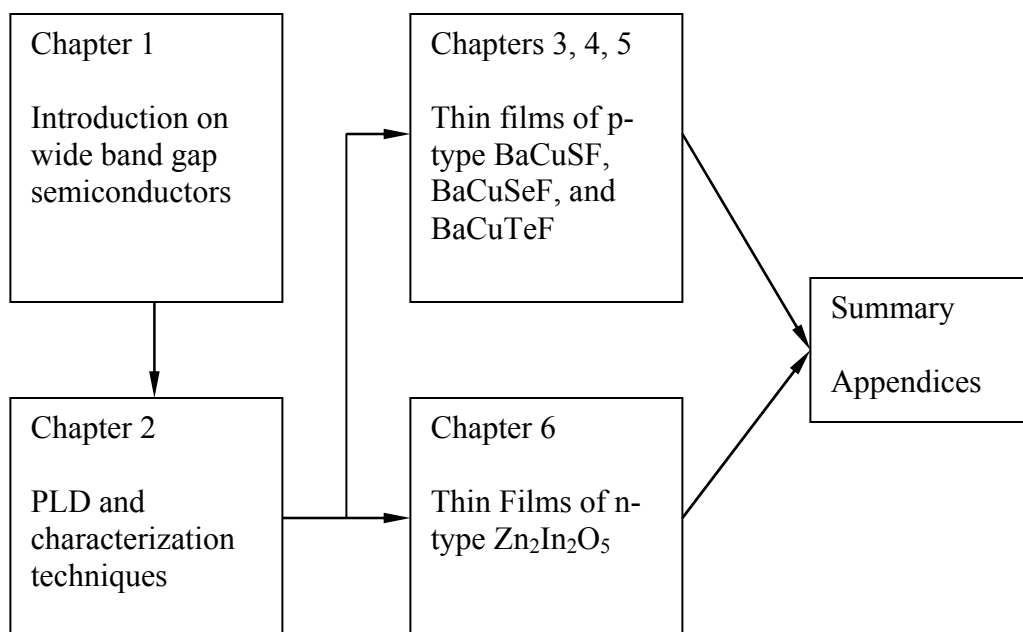 Chapter 1
Introduction on
wide band gap
semiconductors
Chapter 2
PLD and
characterization
techniques
Chapters 3, 4, 5
Thin films of p-
type BaCuSF,
BaCuSeF, and
BaCuTeF
Chapter 6
Thin Films of n-
type Zn₂In₂O₅
Summary
Appendices